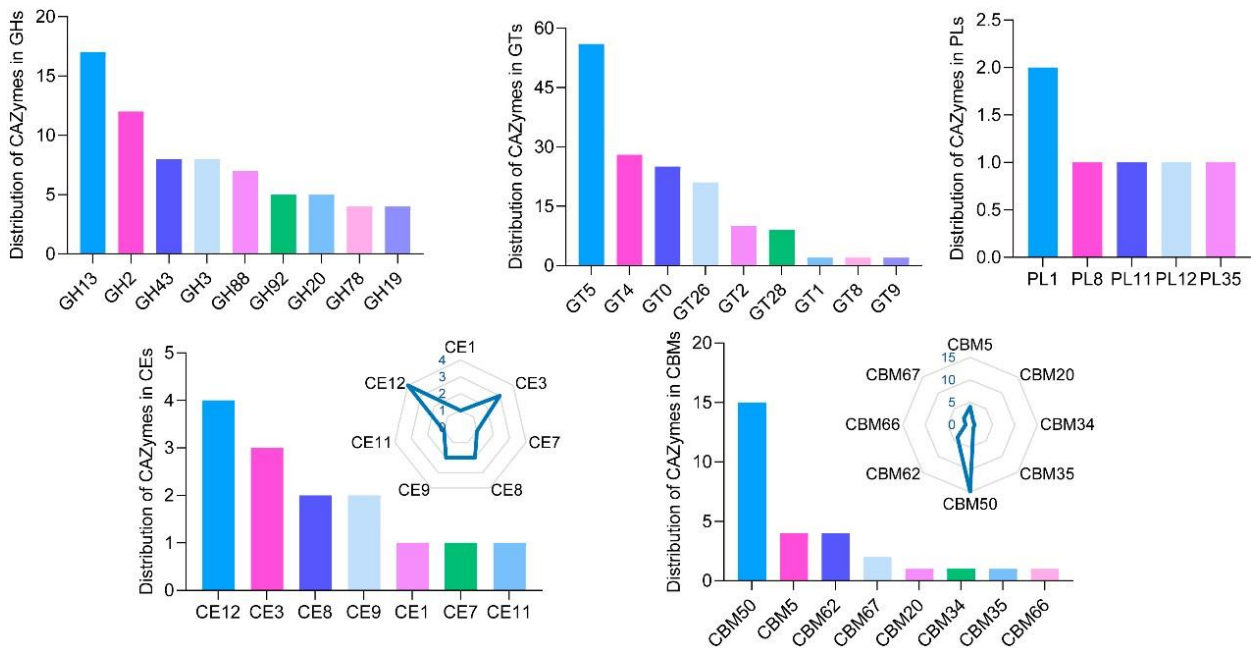 Distribution of CAZymes in GHs
20
15
10
5
0
GH13
GH2
GH43
GH3
GH88
GH92
GH20
GH78
GH19
Distribution of CAZymes in GTs
60
45
30
15
0
GT5
GT4
GT0
GT26
GT2
GT28
GT1
GT8
GT9
Distribution of CAZymes in PLs
2.5
2.0
1.5
1.0
0.5
0.0
PL1
PL8
PL11
PL12
PL35
Distribution of CAZymes in CEs
5
4
3
2
1
0
CE12
CE3
CE8
CE9
CE1
CE7
CE11
CE1
CE3
CE7
CE8
CE9
CE11
CE12
4
3
2
1
0
Distribution of CAZymes in CBMs
20
15
10
5
0
CBM50
CBM5
CBM62
CBM67
CBM20
CBM34
CBM35
CBM66
CBM5
CBM20
CBM34
CBM35
CBM50
CBM62
CBM66
CBM67
15
10
5
0